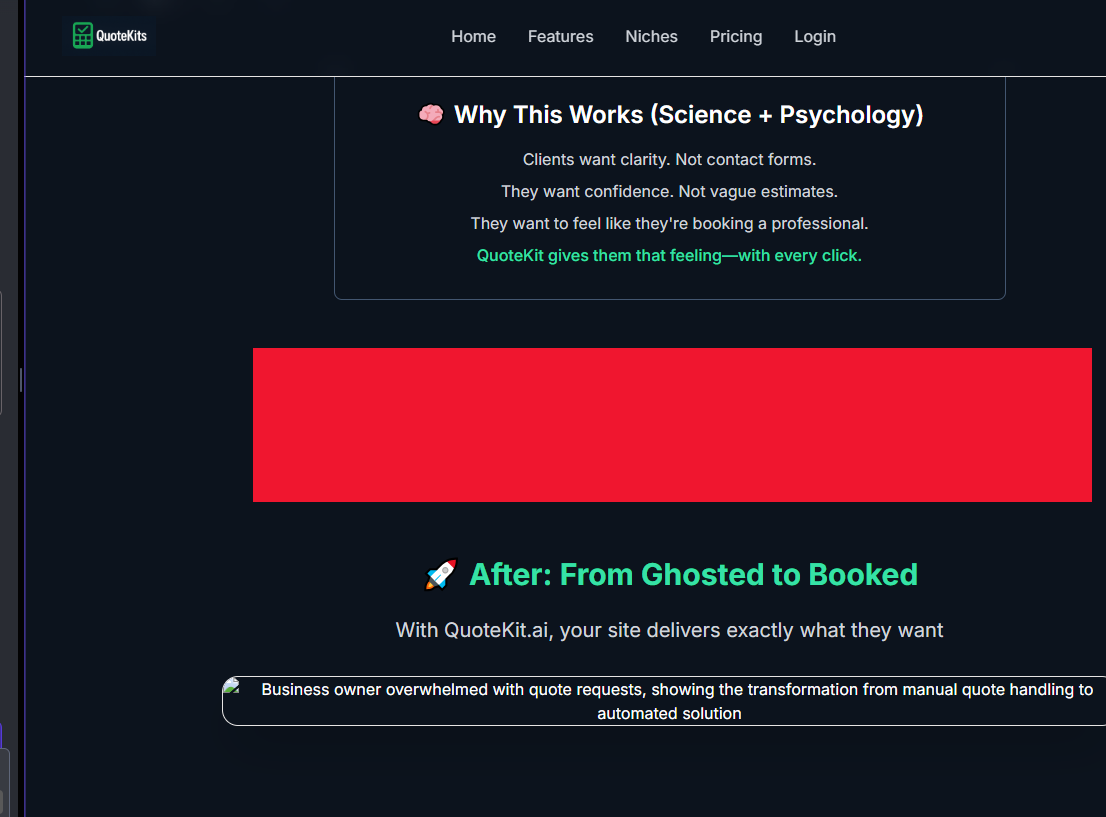 QuoteKits
Home Features Niches Pricing Login
🧠 Why This Works (Science + Psychology)
Clients want clarity. Not contact forms.
They want confidence. Not vague estimates.
They want to feel like they're booking a professional.
QuoteKit gives them that feeling—with every click.
🚀 After: From Ghosted to Booked
With QuoteKit.ai, your site delivers exactly what they want
Business owner overwhelmed with quote requests, showing the transformation from manual quote handling to
automated solution